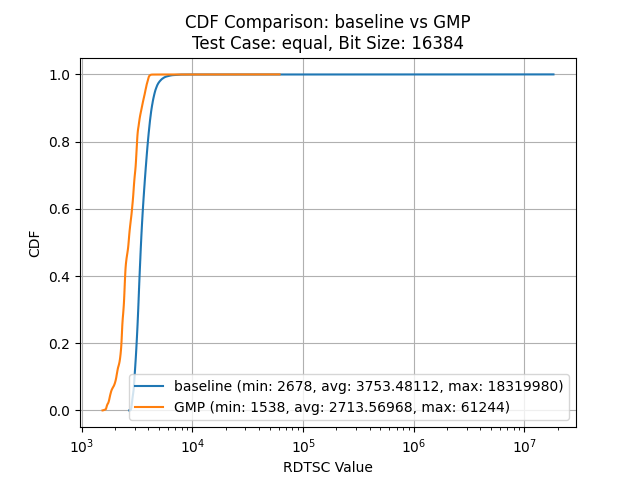 CDF Comparison: baseline vs GMP
Test Case: equal, Bit Size: 16384
CDF
1.0
0.8
0.6
0.4
0.2
0.0
baseline (min: 2678, avg: 3753.48112, max: 18319980)
GMP (min: 1538, avg: 2713.56968, max: 61244)
10³ 10⁴ 10⁵ 10⁶ 10⁷
RDTSC Value